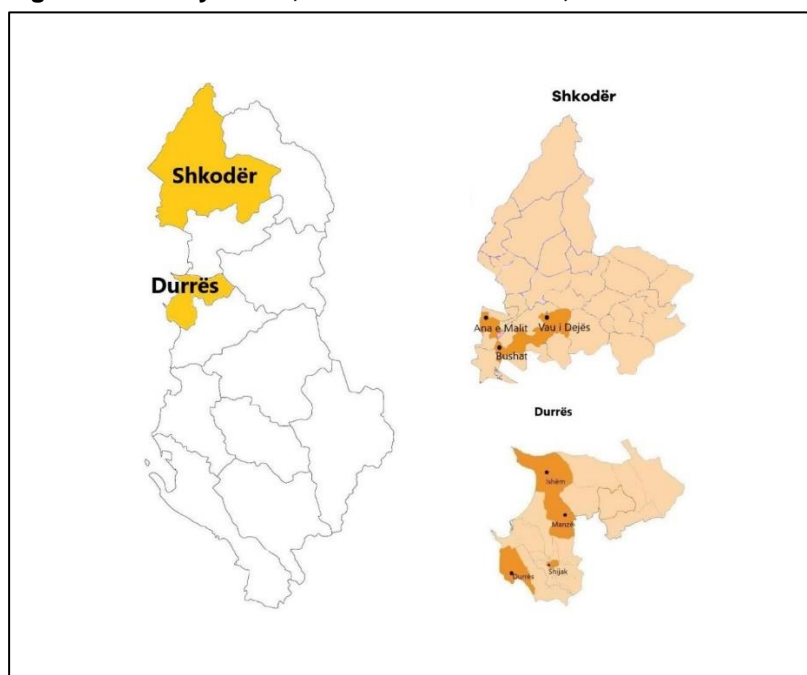 Shkodër
Durrës
Shkodër
Ana e Malit
Vau i Dejës
Bushat
Durrës
Ishëm
Manzë
Durrës
Shijak